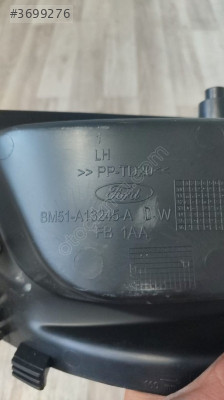 #3699276
LH
>> PP-TD20 <<
Ford
8M51-A13245-A D-W
FB 1AA